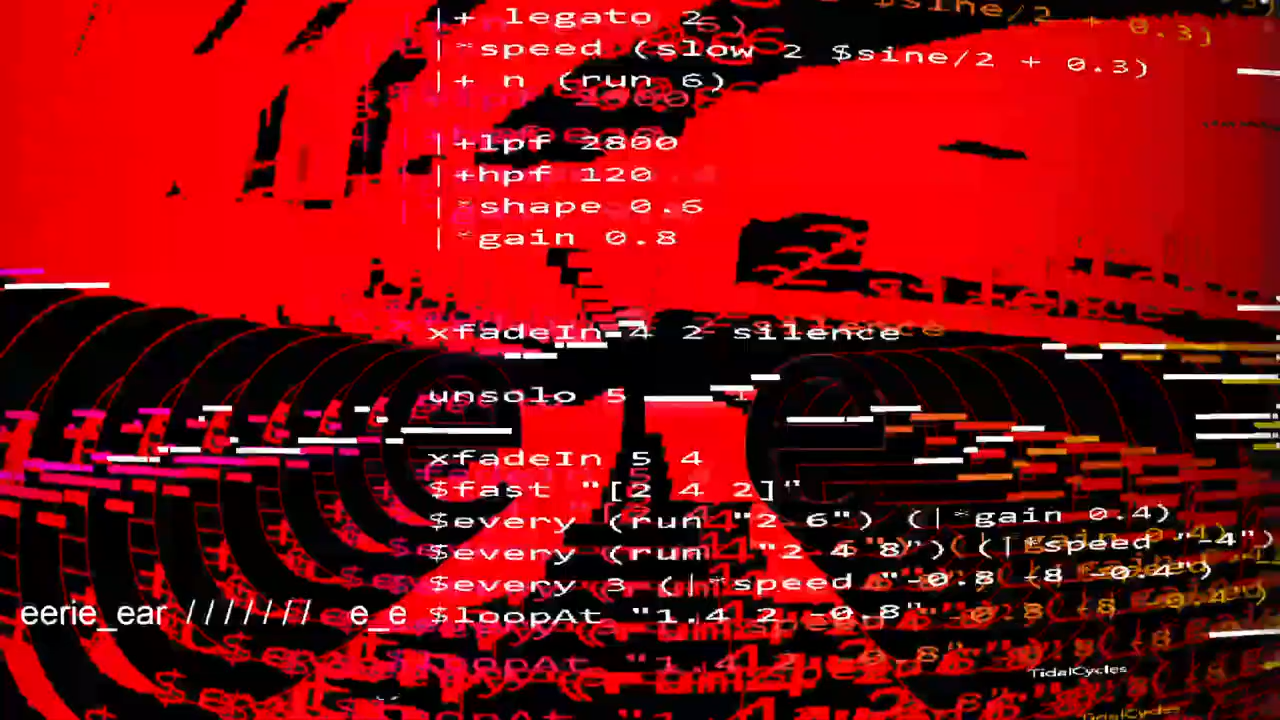 |+ legato 2
|*speed (slow 2 $sine/2 + 0.3)
|+ n (run 6)
|+lpf 2800
|+hpf 120
|*shape 0.6
|*gain 0.8
xfadeIn 4 2 silence
unsolo 5
xfadeIn 5 4
$fast "[2 4 2]"
$every (run "2 6") (|*gain 0.4)
$every (run "2 4 8") (|*speed "-4")
$every 3 (|*speed "-0.8 +8 -0.4")
eerie_ear /////// e_e $loopAt "1.4 2 -0.8"
TidalCycles